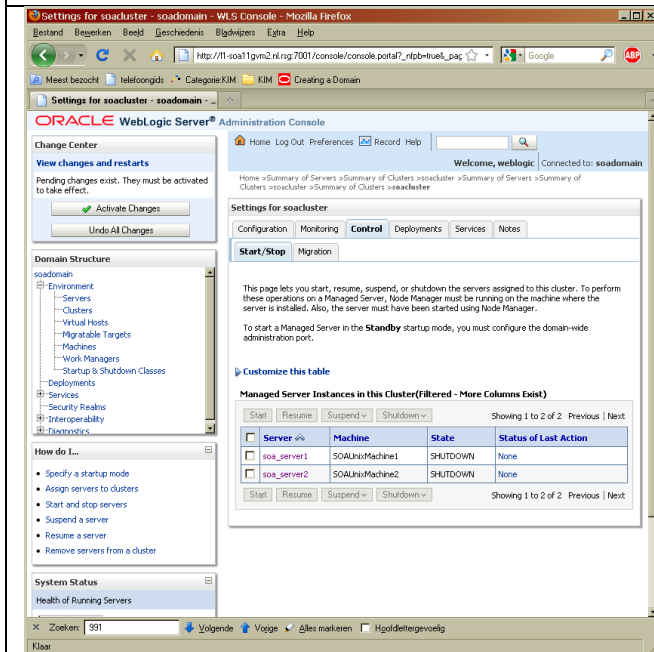 Settings for soacluster - soadomain - WLS Console - Mozilla Firefox
Bestand Bewerken Beeld Geschiedenis Bladwijzers Extra Help
http://l1-soa11gvm2.nl.rsg:7001/console/console.portal?_nfpb=true&_pac
Google
ABP
Meest bezocht telefoongids Categorie:KIM KIM Creating a Domain
Settings for soacluster - soadomain - ...
ORACLE WebLogic Server® Administration Console
Change Center
View changes and restarts
Pending changes exist. They must be activated
to take effect.
Activate Changes
Undo All Changes
Domain Structure
soadomain
Environment
Servers
Clusters
Virtual Hosts
Migratable Targets
Machines
Work Managers
Startup & Shutdown Classes
Deployments
Services
Security Realms
Interoperability
Diagnostics
How do I...
Specify a startup mode
Assign servers to clusters
Start and stop servers
Suspend a server
Resume a server
Remove servers from a cluster
System Status
Health of Running Servers
Home Log Out Preferences Record Help
Welcome, weblogic Connected to: soadomain
Home >Summary of Servers >Summary of Clusters >soacluster >Summary of Clusters >soacluster >Summary of Servers >Summary of
Clusters >soacluster >Summary of Clusters >soacluster
Settings for soacluster
Configuration Monitoring Control Deployments Services Notes
Start/Stop Migration
This page lets you start, resume, suspend, or shutdown the servers assigned to this cluster. To perform
these operations on a Managed Server, Node Manager must be running on the machine where the
server is installed. Also, the server must have been started using Node Manager.
To start a Managed Server in the Standby startup mode, you must configure the domain-wide
administration port.
Customize this table
Managed Server Instances in this Cluster(Filtered - More Columns Exist)
Start Resume Suspend Shutdown Showing 1 to 2 of 2 Previous | Next
Server Machine State Status of Last Action
soa_server1 SOAUnixMachine1 SHUTDOWN None
soa_server2 SOAUnixMachine2 SHUTDOWN None
Start Resume Suspend Shutdown Showing 1 to 2 of 2 Previous | Next
Zoeken: 991 Volgende Vorige Alles markeren Hoofdlettergevoelig
Klaar